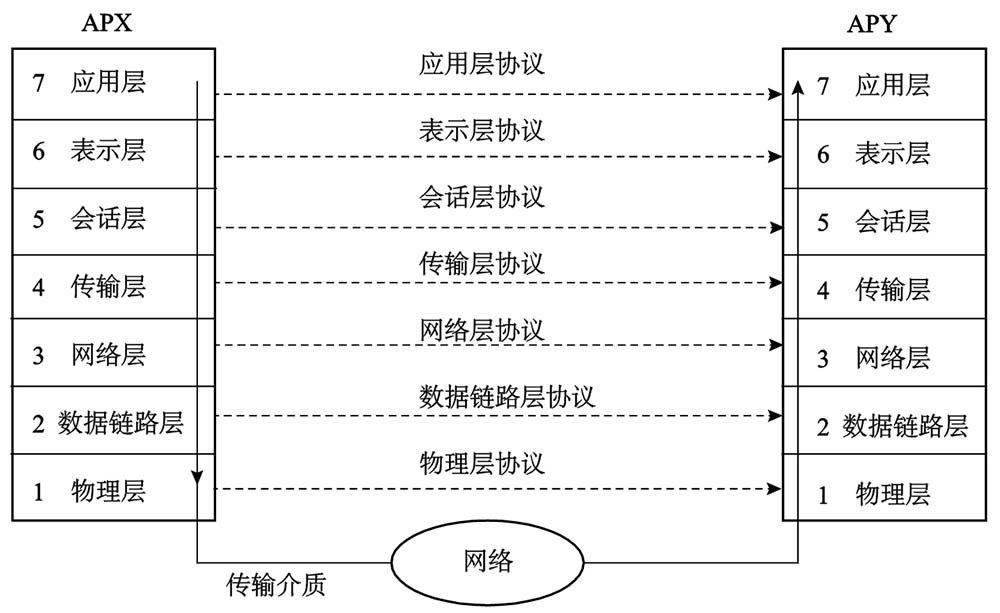 APX
APY
7 应用层
应用层协议
7 应用层
6 表示层
表示层协议
6 表示层
5 会话层
会话层协议
5 会话层
4 传输层
传输层协议
4 传输层
3 网络层
网络层协议
3 网络层
2 数据链路层
数据链路层协议
2 数据链路层
1 物理层
物理层协议
1 物理层
网络
传输介质